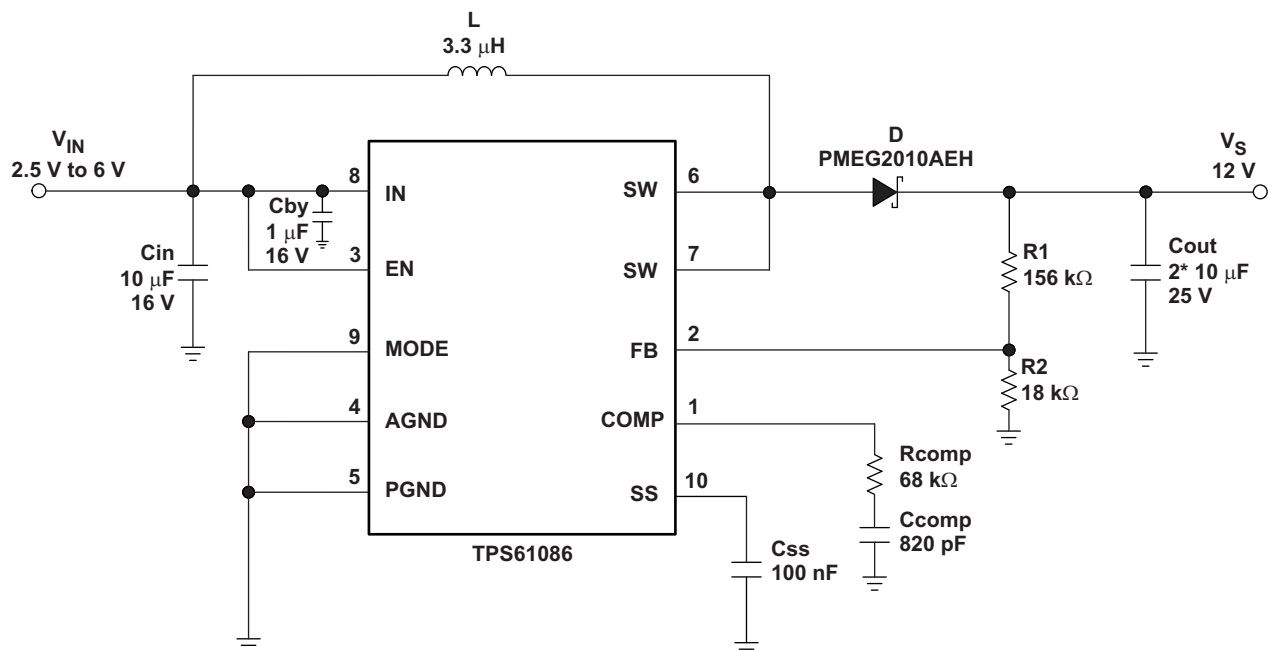 L
3.3 μH
V_IN
2.5 V to 6 V
D
PMEG2010AEH
V_S
12 V
8
IN
SW
6
Cby
1 μF
16 V
3
EN
SW
7
Cin
10 μF
16 V
R1
156 kΩ
Cout
2* 10 μF
25 V
9
MODE
FB
2
R2
18 kΩ
4
AGND
COMP
1
Rcomp
68 kΩ
5
PGND
SS
10
Ccomp
820 pF
TPS61086
Css
100 nF